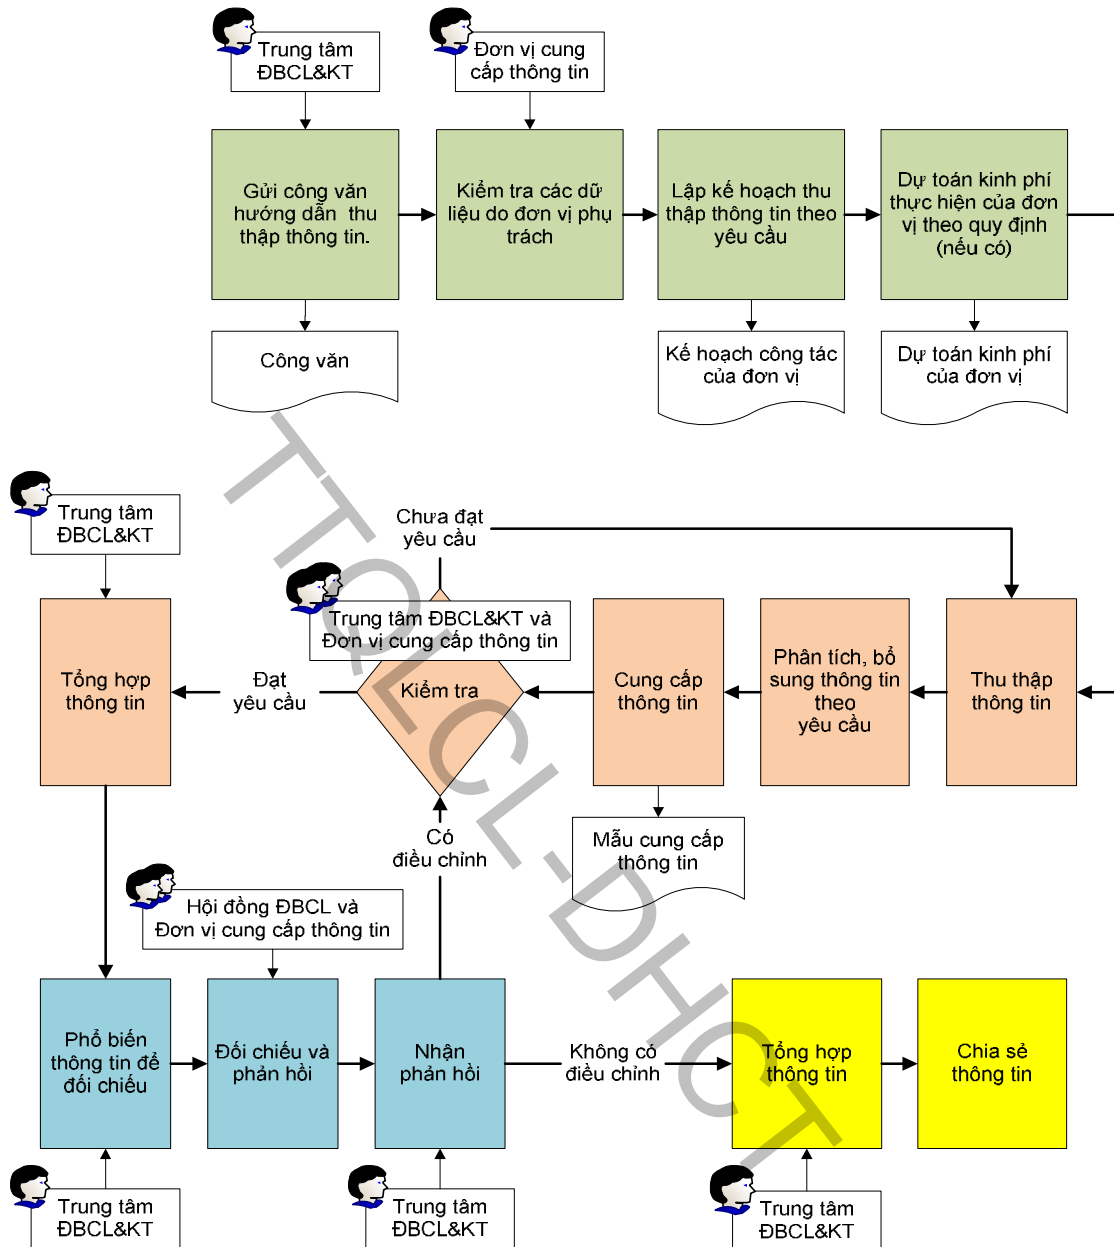 Trung tâm
ĐBCL&KT
Đơn vị cung
cấp thông tin
Gửi công văn
hướng dẫn thu
thập thông tin.
Kiểm tra các dữ
liệu do đơn vị phụ
trách
Lập kế hoạch thu
thập thông tin theo
yêu cầu
Dự toán kinh phí
thực hiện của đơn
vị theo quy định
(nếu có)
Công văn
Kế hoạch công tác
của đơn vị
Dự toán kinh phí
của đơn vị
Trung tâm
ĐBCL&KT
Chưa đạt
yêu cầu
Trung tâm ĐBCL&KT và
Đơn vị cung cấp thông tin
Tổng hợp
thông tin
Đạt
yêu cầu
Kiểm tra
Cung cấp
thông tin
Phân tích, bổ
sung thông tin
theo
yêu cầu
Thu thập
thông tin
Có
điều chỉnh
Mẫu cung cấp
thông tin
Hội đồng ĐBCL và
Đơn vị cung cấp thông tin
Phổ biến
thông tin để
đối chiếu
Đối chiếu và
phản hồi
Nhận
phản hồi
Không có
điều chỉnh
Tổng hợp
thông tin
Chia sẻ
thông tin
Trung tâm
ĐBCL&KT
Trung tâm
ĐBCL&KT
Trung tâm
ĐBCL&KT
TTQLCL-DHCT